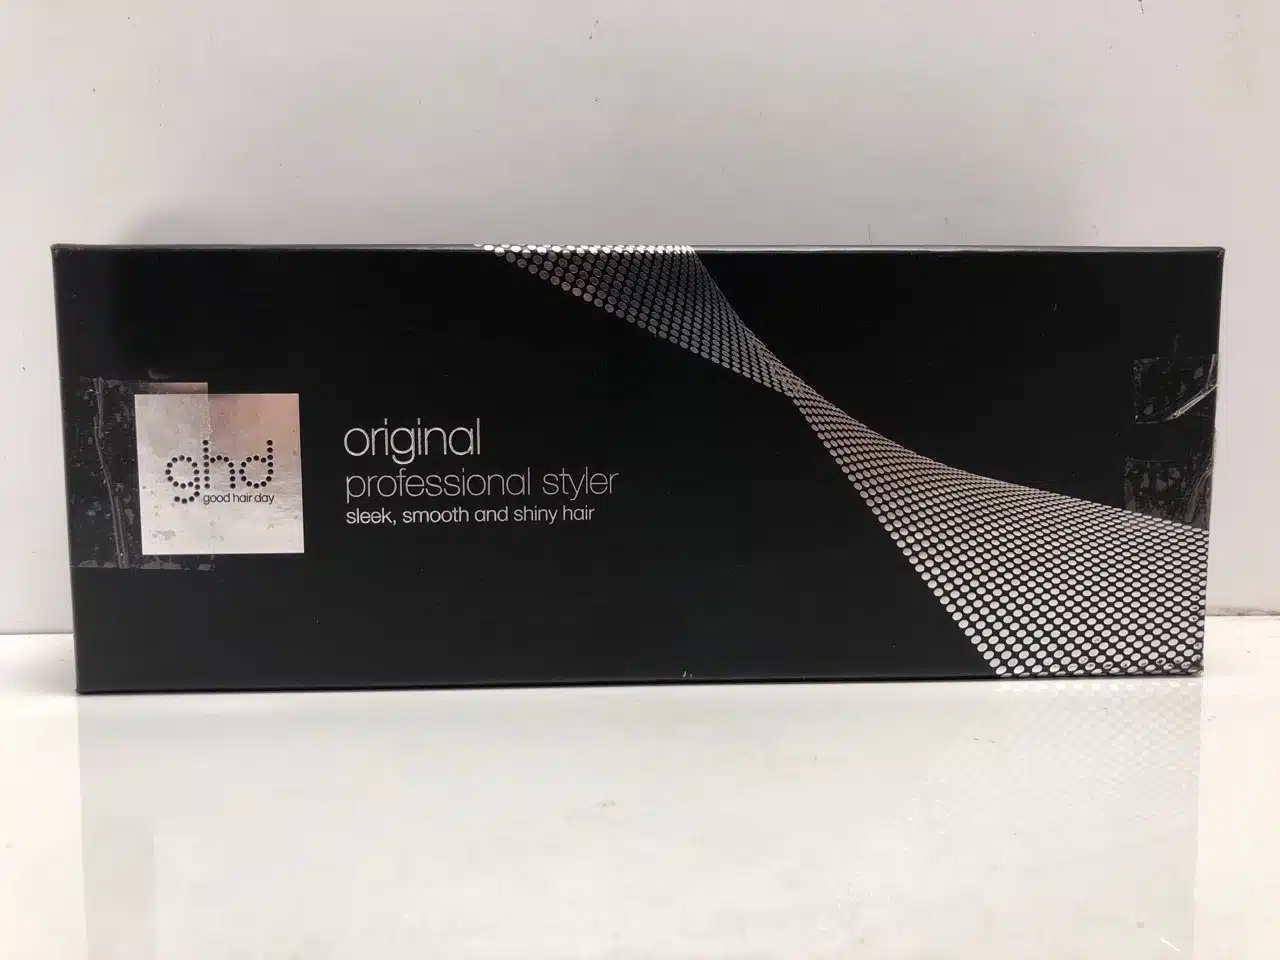 ghd
good hair day
original
professional styler
sleek, smooth and shiny hair